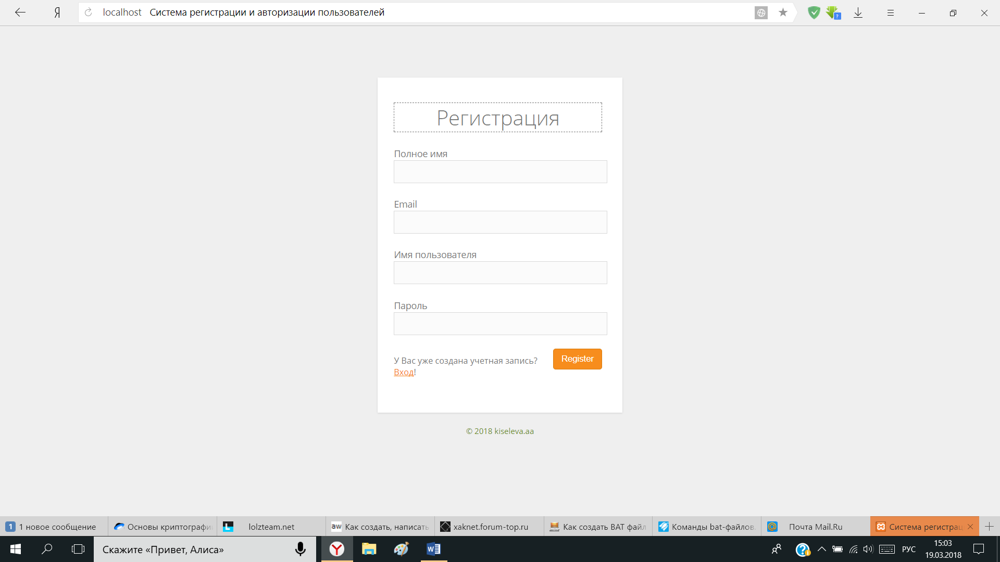 Я
localhost Система регистрации и авторизации пользователей
Регистрация
Полное имя
Email
Имя пользователя
Пароль
У Вас уже создана учетная запись?
Вход!
Register
© 2018 kiseleva.aa
1 1 новое сообщение
Основы криптографи
lolzteam.net
aw Как создать, написать
xaknet.forum-top.ru
Как создать BAT файл
Команды bat-файлов.
Почта Mail.Ru
Система регистрац
Скажите «Привет, Алиса»
РУС
15:03
19.03.2018